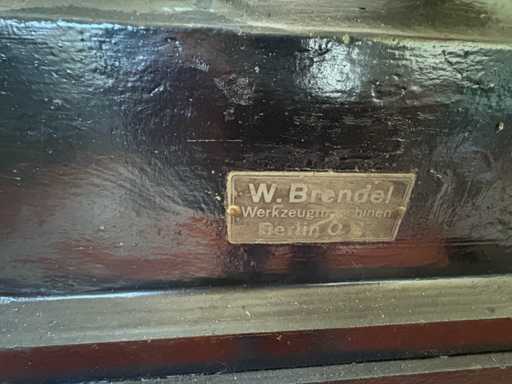 W. Brendel
Werkzeugmaschinen
Berlin O.